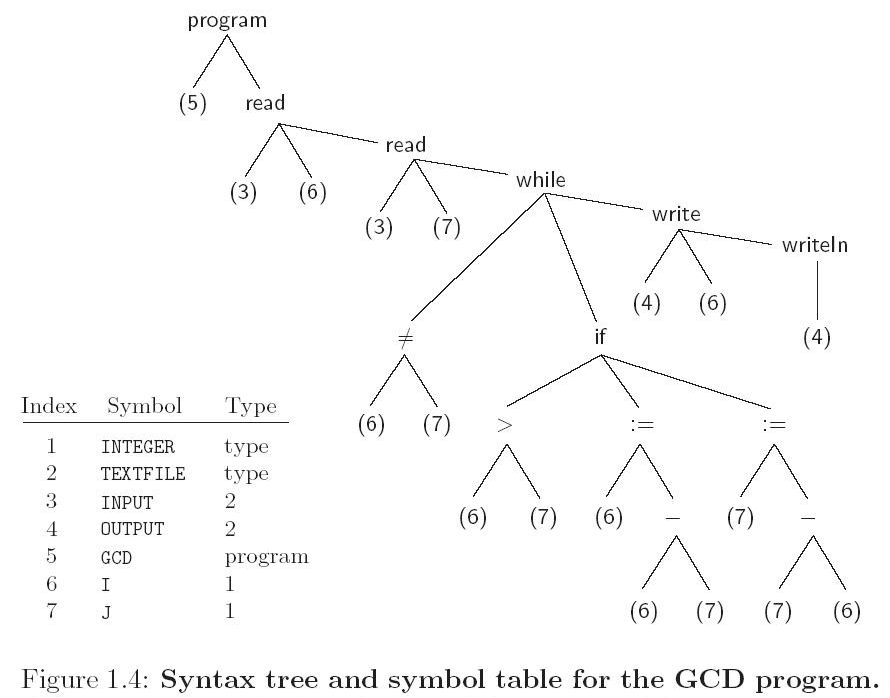 program
(5) read
read
(3) (6)
while
(3) (7)
write
writeln
(4) (6)
≠ if (4)
Index Symbol Type
(6) (7) > := :=
1 INTEGER type
2 TEXTFILE type
3 INPUT 2
(6) (7) (6) − (7) −
4 OUTPUT 2
5 GCD program
6 I 1
7 J 1
(6) (7) (7) (6)
Figure 1.4: Syntax tree and symbol table for the GCD program.